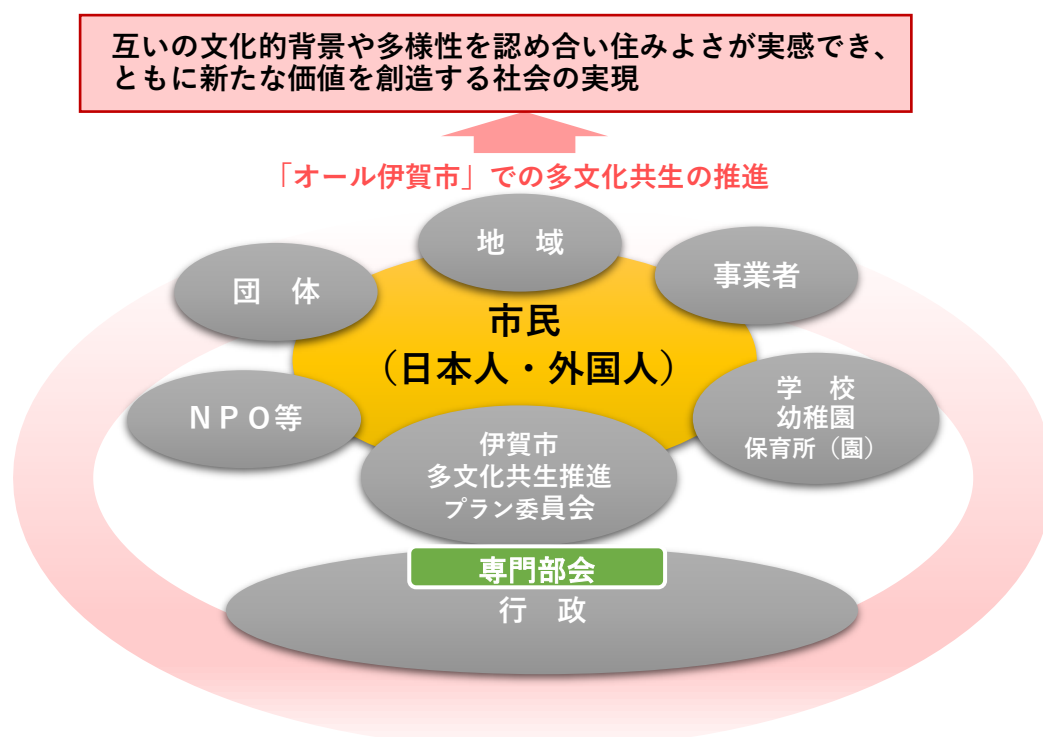 互いの文化的背景や多様性を認め合い住みよさが実感でき、
ともに新たな価値を創造する社会の実現
「オール伊賀市」での多文化共生の推進
地　域
団　体
事業者
市民
（日本人・外国人）
ＮＰＯ等
学　校
幼稚園
保育所（園）
伊賀市
多文化共生推進
プラン委員会
専門部会
行　政